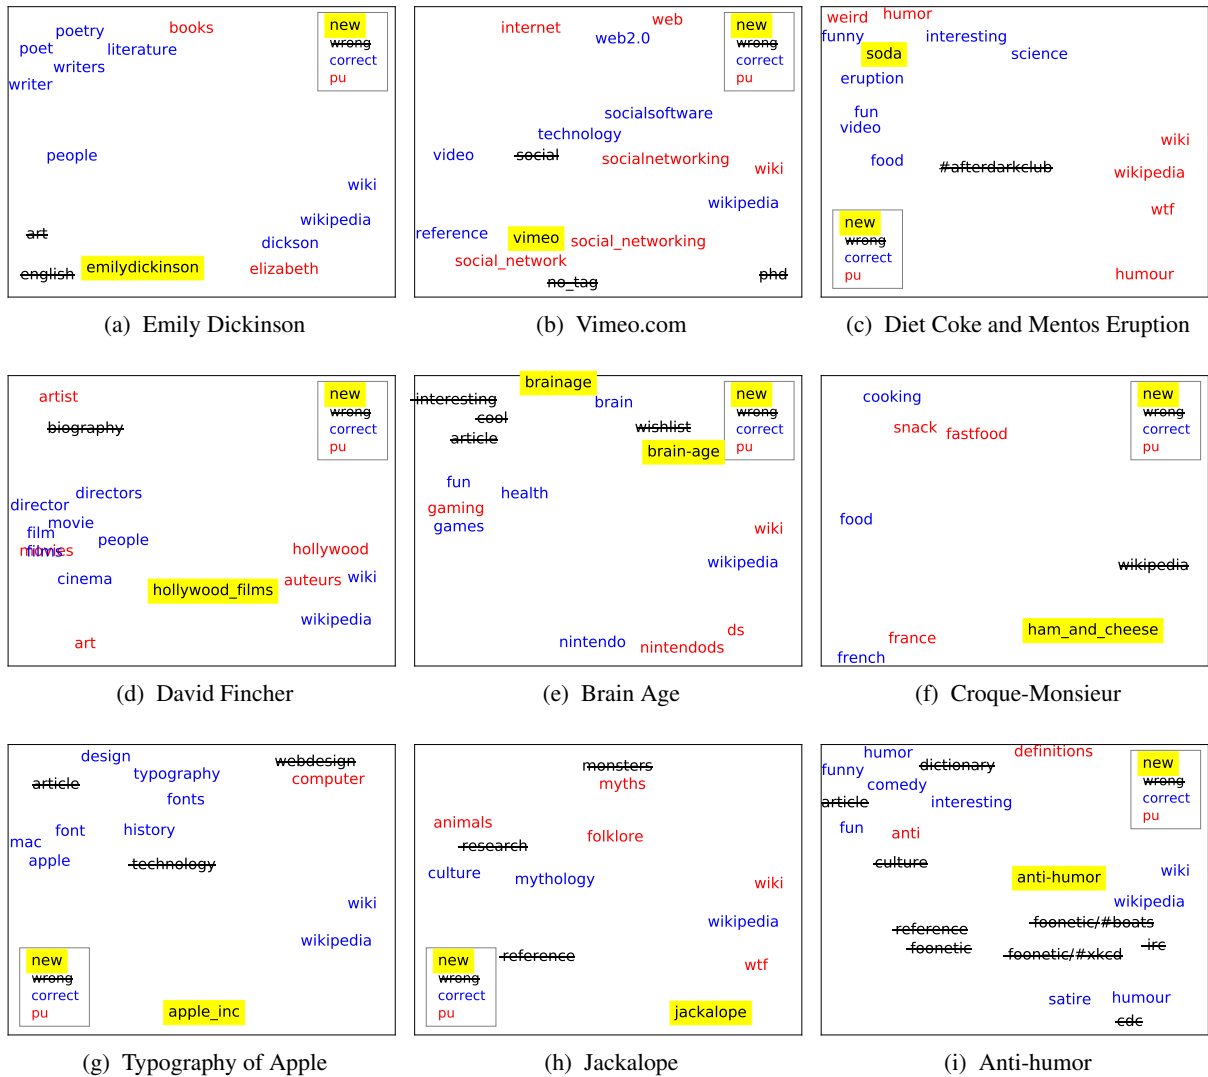 poetry
books
poet
literature
writers
writer
people
wiki
wikipedia
art
dickson
english
emilydickinson
elizabeth
new
wrong
correct
pu
(a) Emily Dickinson
internet
web
web2.0
socialsoftware
technology
video
social
socialnetworking
wiki
wikipedia
reference
vimeo
social_networking
social_network
no_tag
phd
new
wrong
correct
pu
(b) Vimeo.com
weird
humor
funny
interesting
soda
science
eruption
fun
video
wiki
food
#afterdarkclub
wikipedia
wtf
humour
new
wrong
correct
pu
(c) Diet Coke and Mentos Eruption
artist
biography
directors
director
movie
film
people
movies
films
hollywood
cinema
hollywood_films
auteurs
wiki
wikipedia
art
new
wrong
correct
pu
(d) David Fincher
brainage
interesting
brain
cool
article
wishlist
brain-age
fun
health
gaming
games
wiki
wikipedia
nintendo
ds
nintendods
new
wrong
correct
pu
(e) Brain Age
cooking
snack
fastfood
food
wikipedia
ham_and_cheese
france
french
new
wrong
correct
pu
(f) Croque-Monsieur
design
webdesign
typography
computer
article
fonts
font
history
mac
apple
technology
wiki
wikipedia
apple_inc
new
wrong
correct
pu
(g) Typography of Apple
monsters
myths
animals
folklore
research
culture
mythology
wiki
wikipedia
reference
wtf
jackalope
new
wrong
correct
pu
(h) Jackalope
humor
definitions
dictionary
funny
comedy
article
interesting
fun
anti
culture
anti-humor
wiki
wikipedia
reference
foonetic/#boats
foonetic
foonetic/#xkcd
irc
satire
humour
cdc
new
wrong
correct
pu
(i) Anti-humor